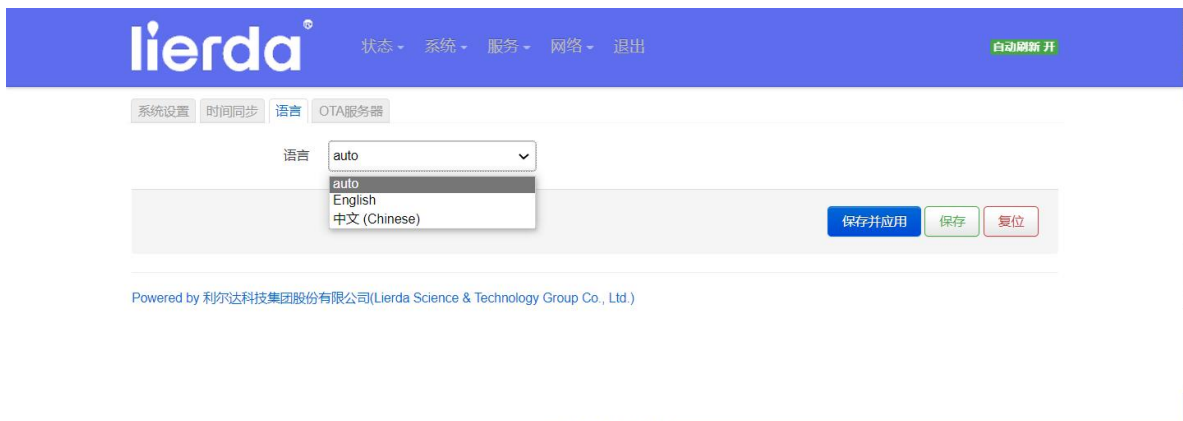 lierda®
状态 系统 服务 网络 退出
自动刷新 开
系统设置 时间同步 语言 OTA服务器
语言 auto
auto
English
中文 (Chinese)
保存并应用 保存 复位
Powered by 利尔达科技集团股份有限公司(Lierda Science & Technology Group Co., Ltd.)